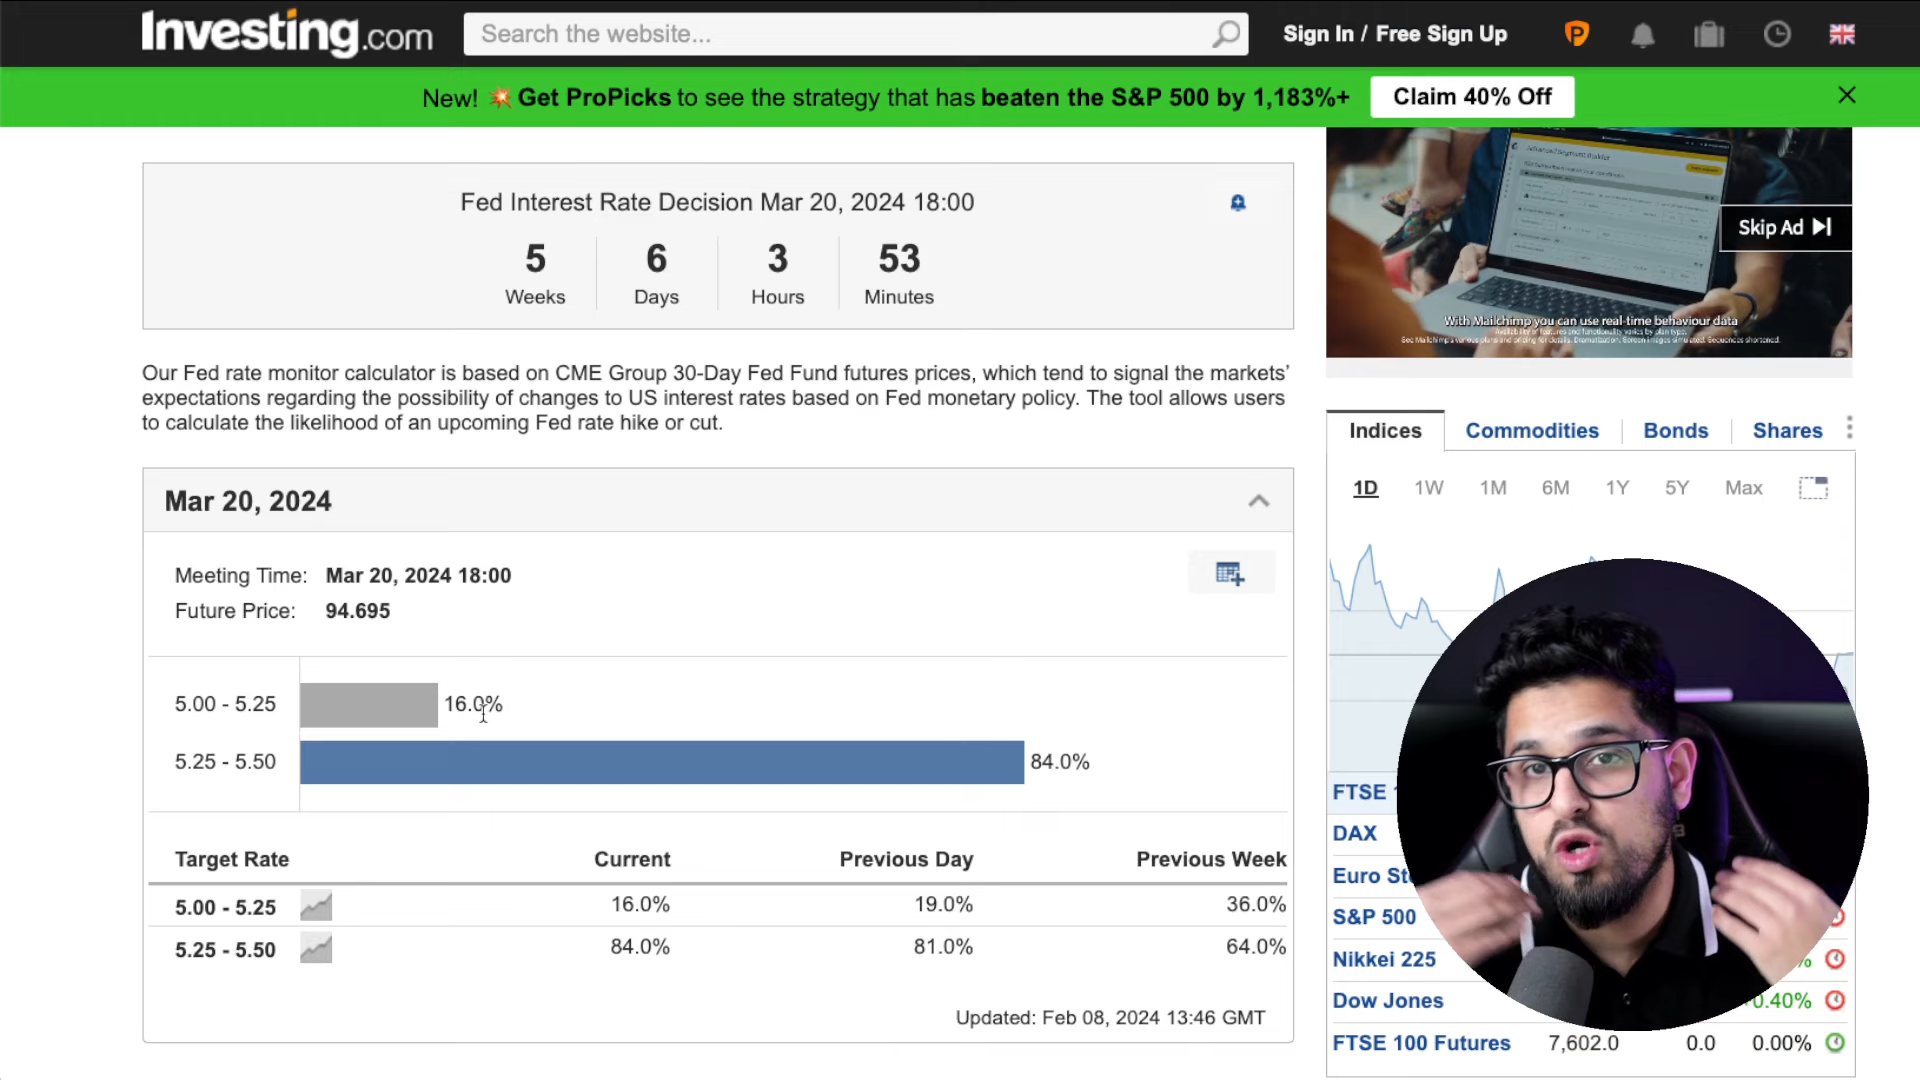 Investing.com
Search the website...
Sign In / Free Sign Up
New! Get ProPicks to see the strategy that has beaten the S&P 500 by 1,183%+
Claim 40% Off
Fed Interest Rate Decision Mar 20, 2024 18:00
5 6 3 53
Weeks Days Hours Minutes
Skip Ad
With Mailchimp you can use real-time behaviour data
Our Fed rate monitor calculator is based on CME Group 30-Day Fed Fund futures prices, which tend to signal the markets'
expectations regarding the possibility of changes to US interest rates based on Fed monetary policy. The tool allows users
to calculate the likelihood of an upcoming Fed rate hike or cut.
Mar 20, 2024
Meeting Time: Mar 20, 2024 18:00
Future Price: 94.695
5.00 - 5.25 16.0%
5.25 - 5.50 84.0%
Target Rate Current Previous Day Previous Week
5.00 - 5.25 16.0% 19.0% 36.0%
5.25 - 5.50 84.0% 81.0% 64.0%
Updated: Feb 08, 2024 13:46 GMT
Indices Commodities Bonds Shares
1D 1W 1M 6M 1Y 5Y Max
FTSE
DAX
Euro
S&P 500
Nikkei 225
Dow Jones 0.40%
FTSE 100 Futures 7,602.0 0.0 0.00%